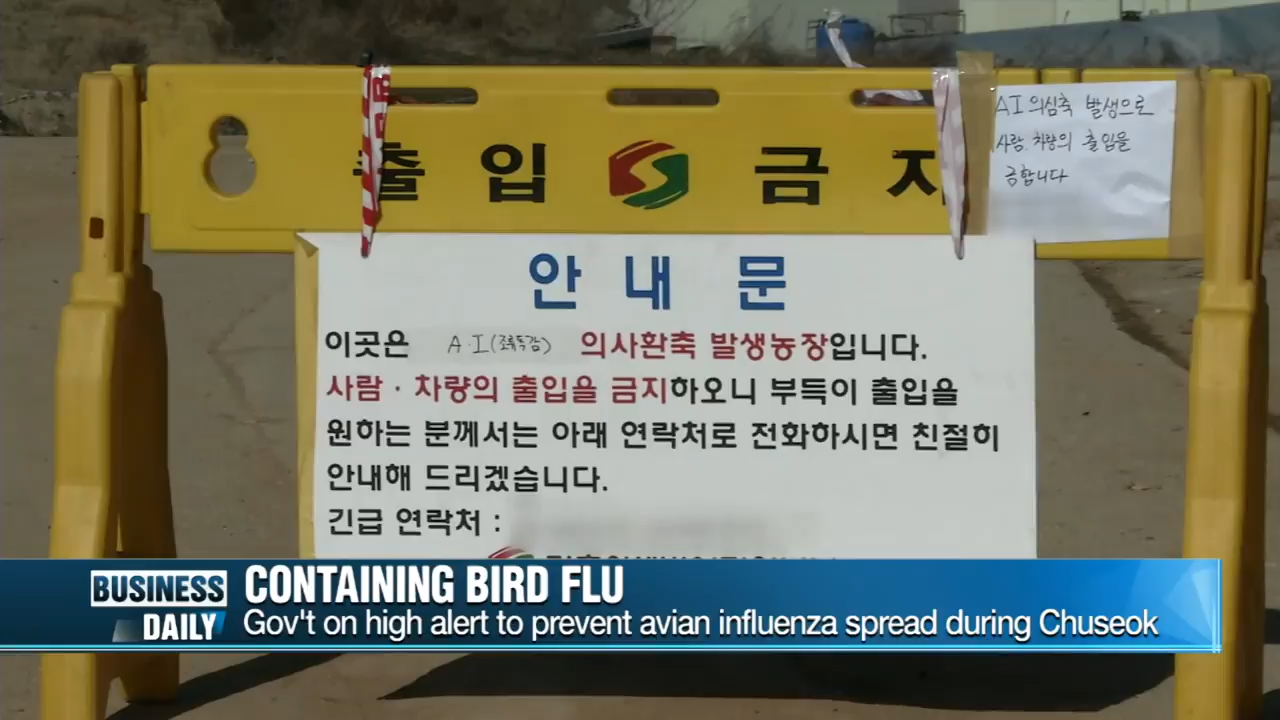 출입 금지
AI 의심축 발생으로
사람, 차량의 출입을
금합니다
안내문
이곳은 A·I(조류독감) 의사환축 발생농장입니다.
사람·차량의 출입을 금지하오니 부득이 출입을
원하는 분께서는 아래 연락처로 전화하시면 친절히
안내해 드리겠습니다.
긴급 연락처 :
BUSINESS
DAILY
CONTAINING BIRD FLU
Gov't on high alert to prevent avian influenza spread during Chuseok